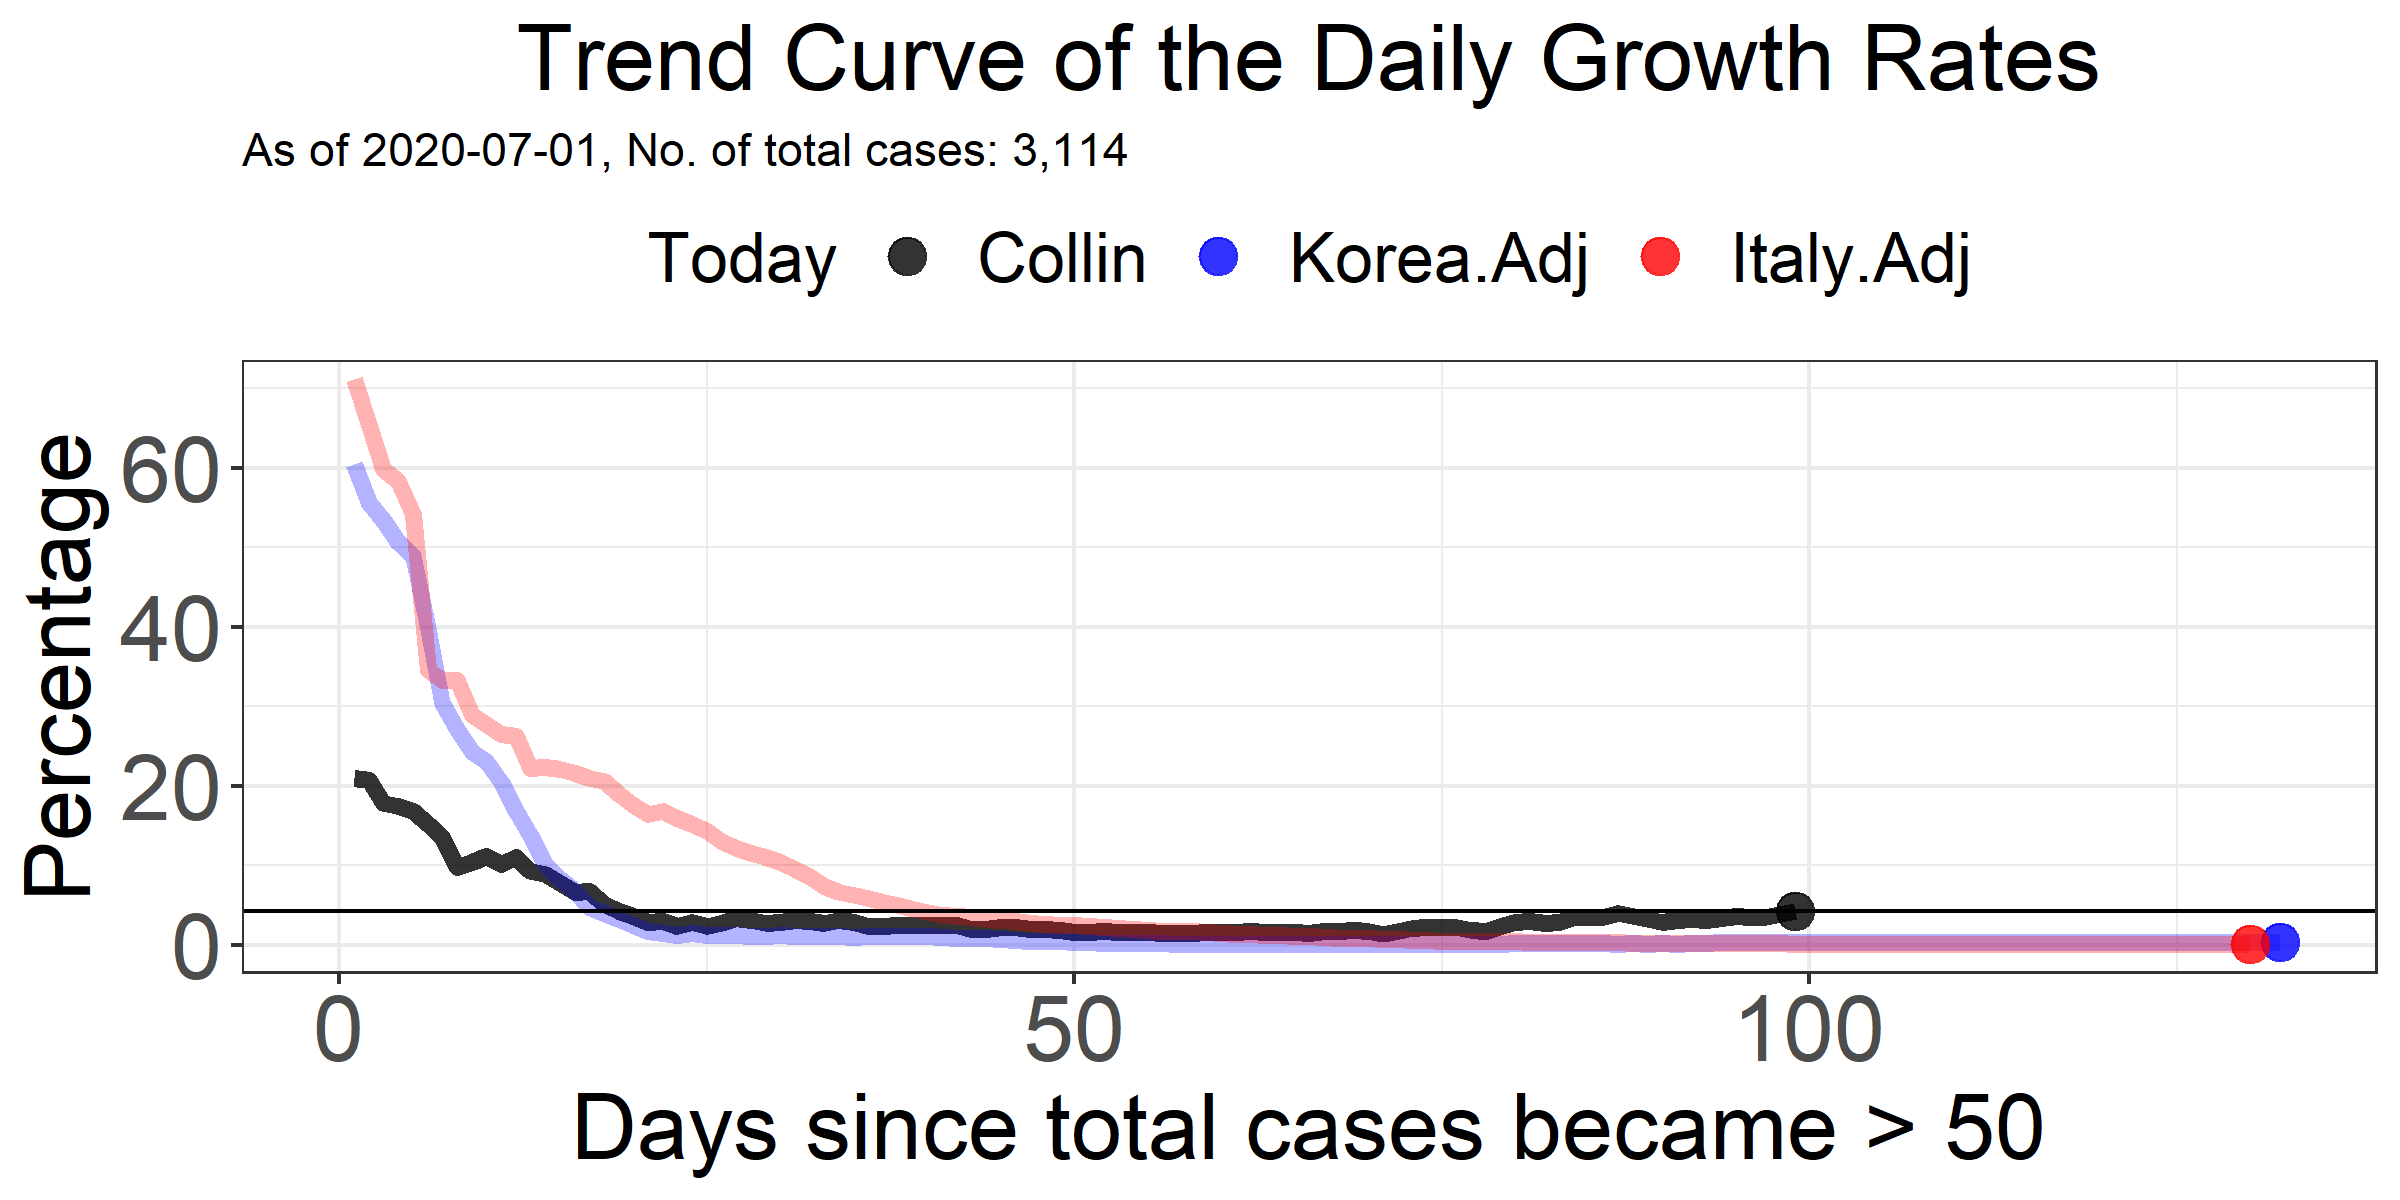 Trend Curve of the Daily Growth Rates
As of 2020-07-01, No. of total cases: 3,114
Today Collin Korea.Adj Italy.Adj
Percentage
60
40
20
0
0 50 100
Days since total cases became > 50